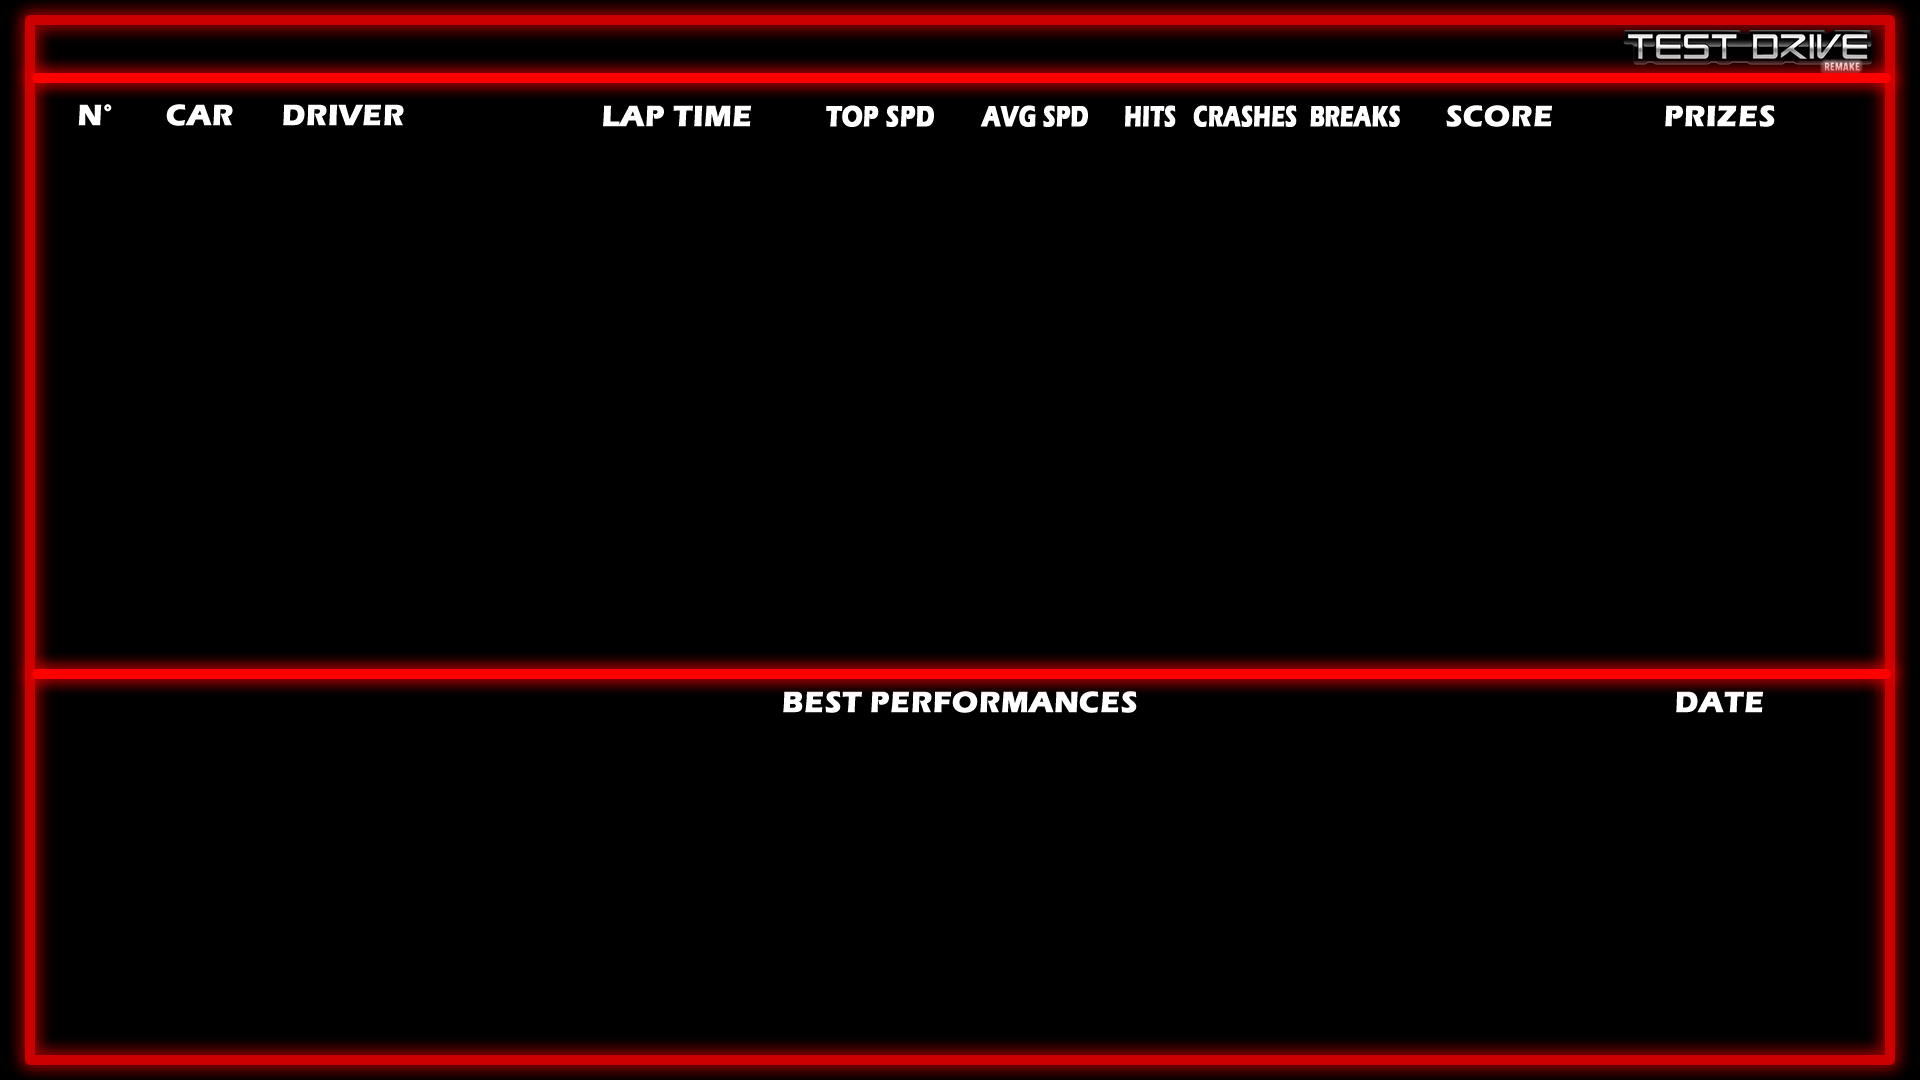 TEST DRIVE
REMAKE
N° CAR DRIVER LAP TIME TOP SPD AVG SPD HITS CRASHES BREAKS SCORE PRIZES
BEST PERFORMANCES DATE